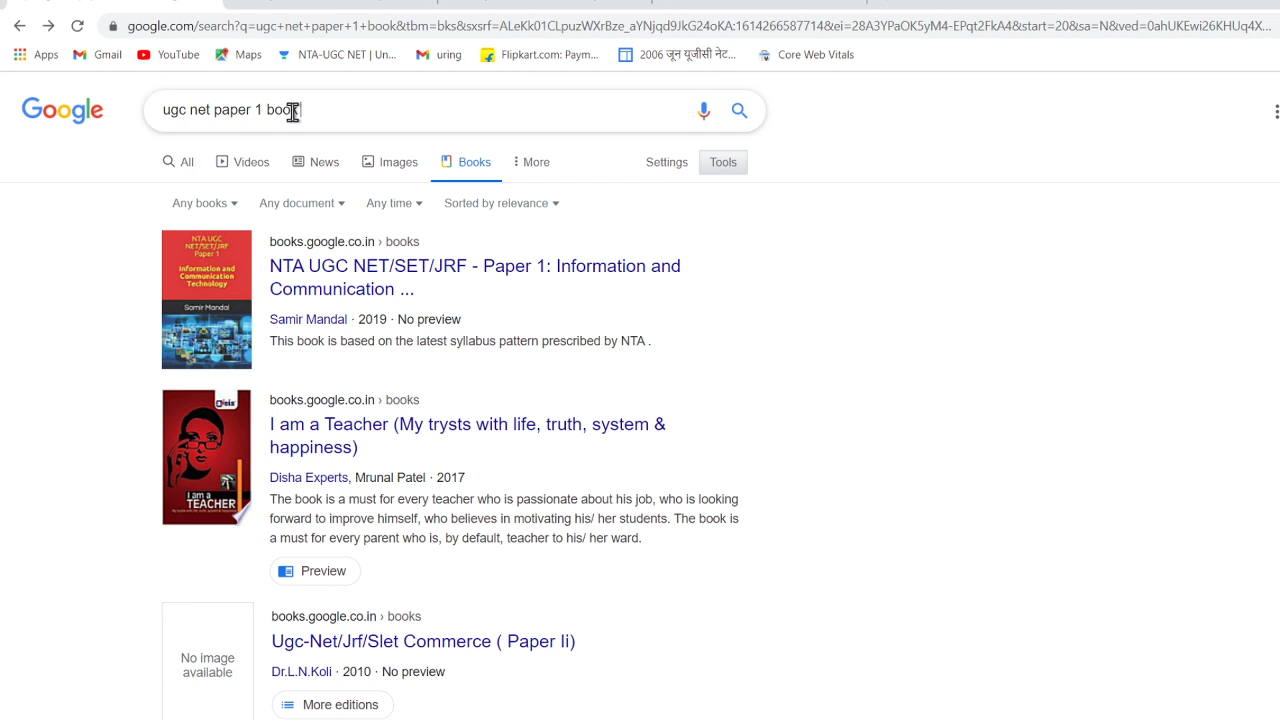 google.com/search?q=ugc+net+paper+1+book&tbm=bks&sxsrf=ALeKk01CLpuzWXrBze_aYNjqd9JkG24oKA:1614266587714&ei=28A3YPaOK5yM4-EPqt2FkA4&start=20&sa=N&ved=0ahUKEwi26KHUq4X...
Apps Gmail YouTube Maps NTA-UGC NET | Un... uring Flipkart.com: Paym... 2006 जून यूजीसी नेट... Core Web Vitals
Google ugc net paper 1 book
All Videos News Images Books More Settings Tools
Any books Any document Any time Sorted by relevance
NTA UGC
NET/SET/JRF
Paper 1
Information and
Communication
Technology
Samir Mandal
books.google.co.in › books
NTA UGC NET/SET/JRF - Paper 1: Information and
Communication ...
Samir Mandal · 2019 · No preview
This book is based on the latest syllabus pattern prescribed by NTA .
I am a
TEACHER
books.google.co.in › books
I am a Teacher (My trysts with life, truth, system &
happiness)
Disha Experts, Mrunal Patel · 2017
The book is a must for every teacher who is passionate about his job, who is looking
forward to improve himself, who believes in motivating his/ her students. The book is
a must for every parent who is, by default, teacher to his/ her ward.
Preview
No image
available
books.google.co.in › books
Ugc-Net/Jrf/Slet Commerce ( Paper Ii)
Dr.L.N.Koli · 2010 · No preview
More editions